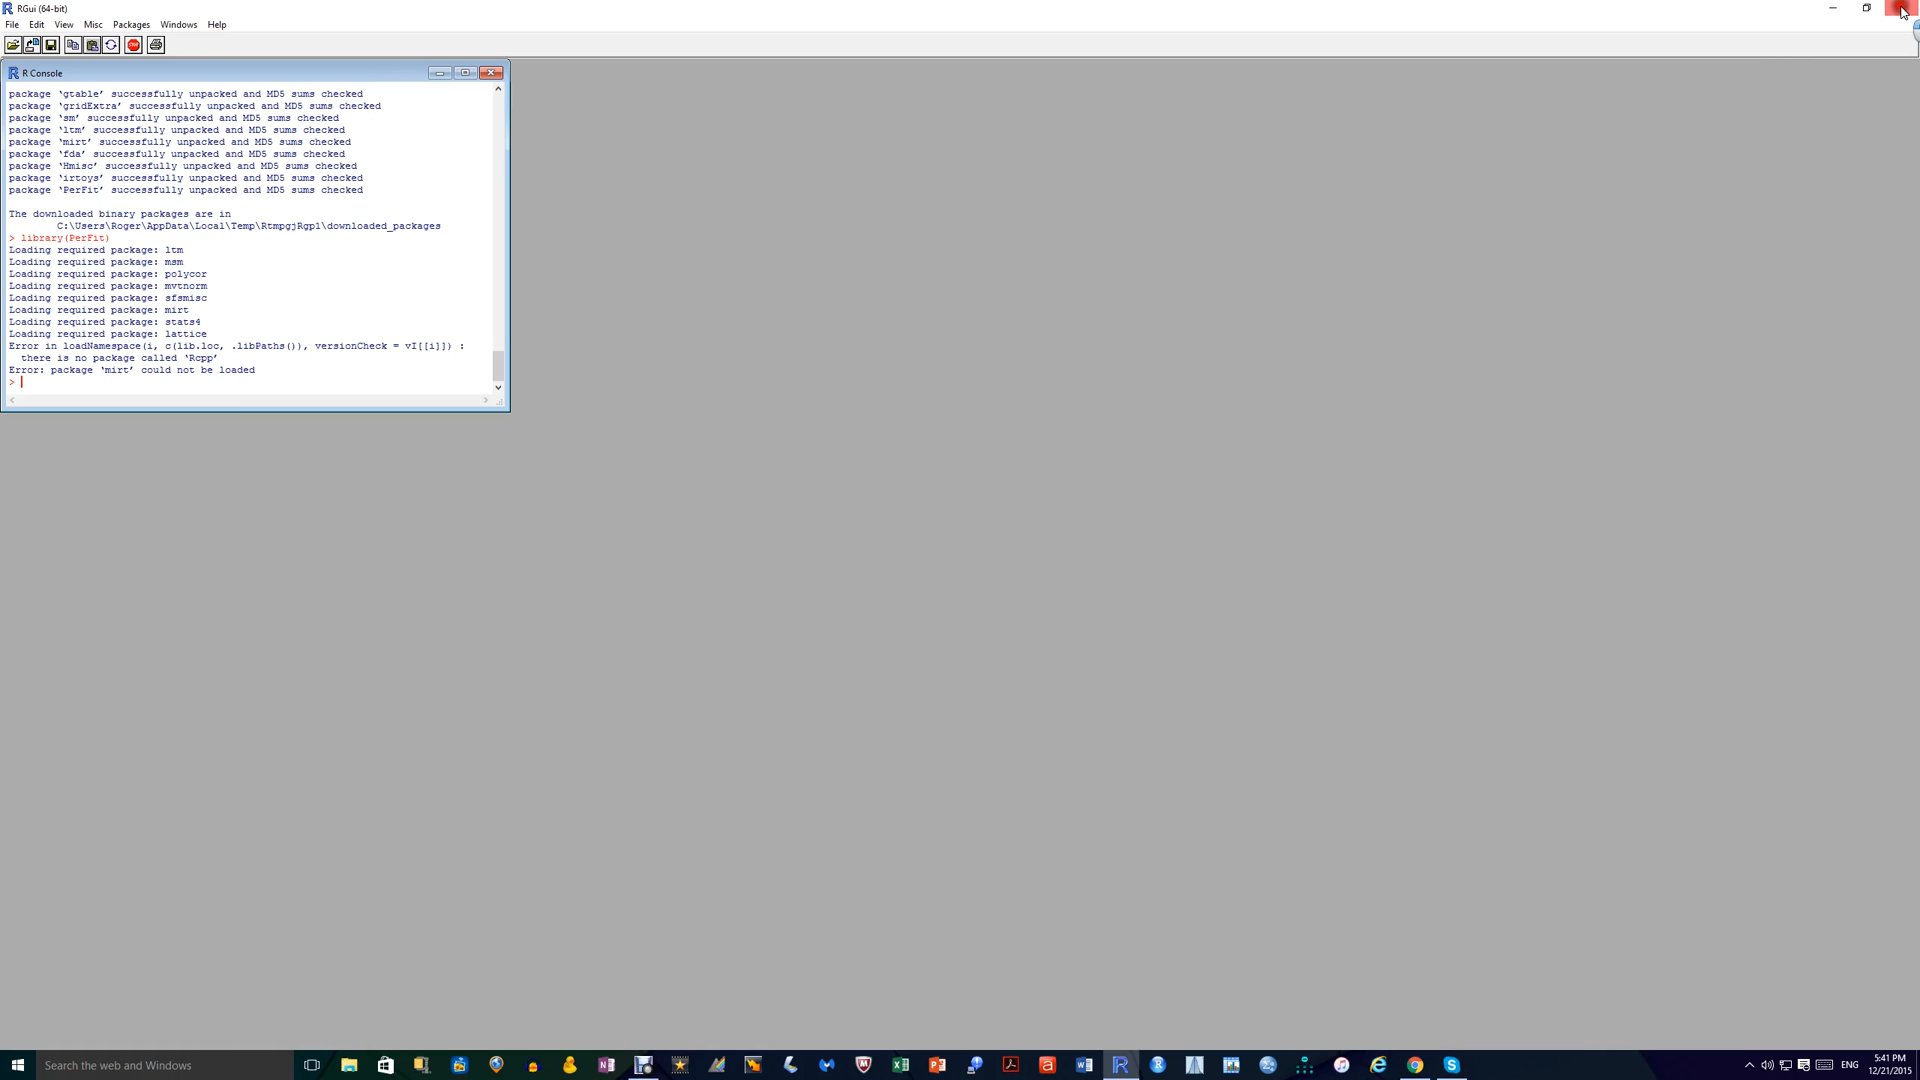 RGui (64-bit)
File Edit View Misc Packages Windows Help
STOP
R Console
package ‘gtable’ successfully unpacked and MD5 sums checked
package ‘gridExtra’ successfully unpacked and MD5 sums checked
package ‘sm’ successfully unpacked and MD5 sums checked
package ‘ltm’ successfully unpacked and MD5 sums checked
package ‘mirt’ successfully unpacked and MD5 sums checked
package ‘fda’ successfully unpacked and MD5 sums checked
package ‘Hmisc’ successfully unpacked and MD5 sums checked
package ‘irtoys’ successfully unpacked and MD5 sums checked
package ‘PerFit’ successfully unpacked and MD5 sums checked
The downloaded binary packages are in
C:\Users\Roger\AppData\Local\Temp\RtmpgjRgp1\downloaded_packages
> library(PerFit)
Loading required package: ltm
Loading required package: msm
Loading required package: polycor
Loading required package: mvtnorm
Loading required package: sfsmisc
Loading required package: mirt
Loading required package: stats4
Loading required package: lattice
Error in loadNamespace(i, c(lib.loc, .libPaths()), versionCheck = vI[[i]]) :
there is no package called ‘Rcpp’
Error: package ‘mirt’ could not be loaded
>
Search the web and Windows
ENG
5:41 PM
12/21/2015